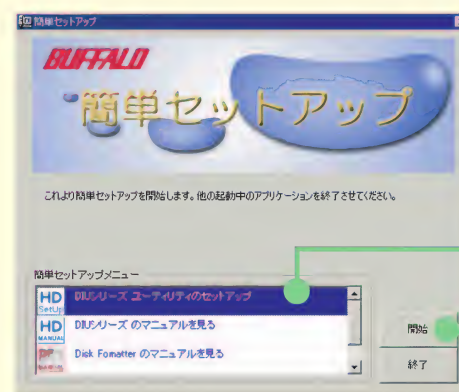 簡単セットアップ
BUFFALO
簡単セットアップ
これより簡単セットアップを開始します。他の起動中のアプリケーションを終了させてください。
簡単セットアップメニュー
HD SetUp DIUシリーズ ユーティリティのセットアップ
HD MANUAL DIUシリーズ のマニュアルを見る
Disk Fomatter のマニュアルを見る
開始
終了